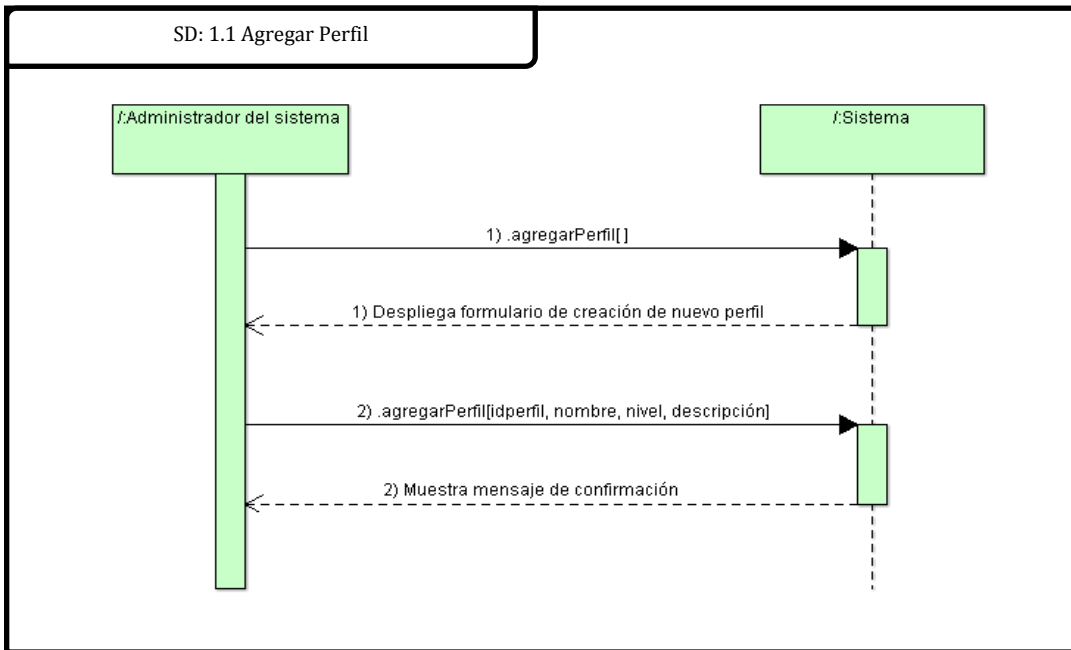 SD: 1.1 Agregar Perfil
/:Administrador del sistema
/:Sistema
1) .agregarPerfil[ ]
1) Despliega formulario de creación de nuevo perfil
2) .agregarPerfil[idperfil, nombre, nivel, descripción]
2) Muestra mensaje de confirmación